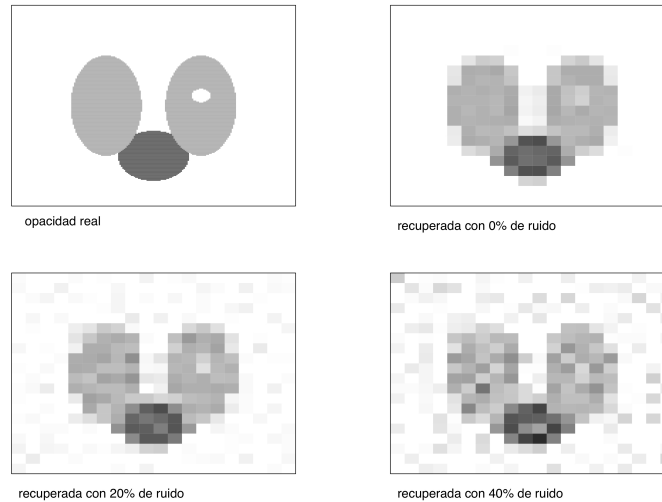 opacidad real
recuperada con 0% de ruido
recuperada con 20% de ruido
recuperada con 40% de ruido